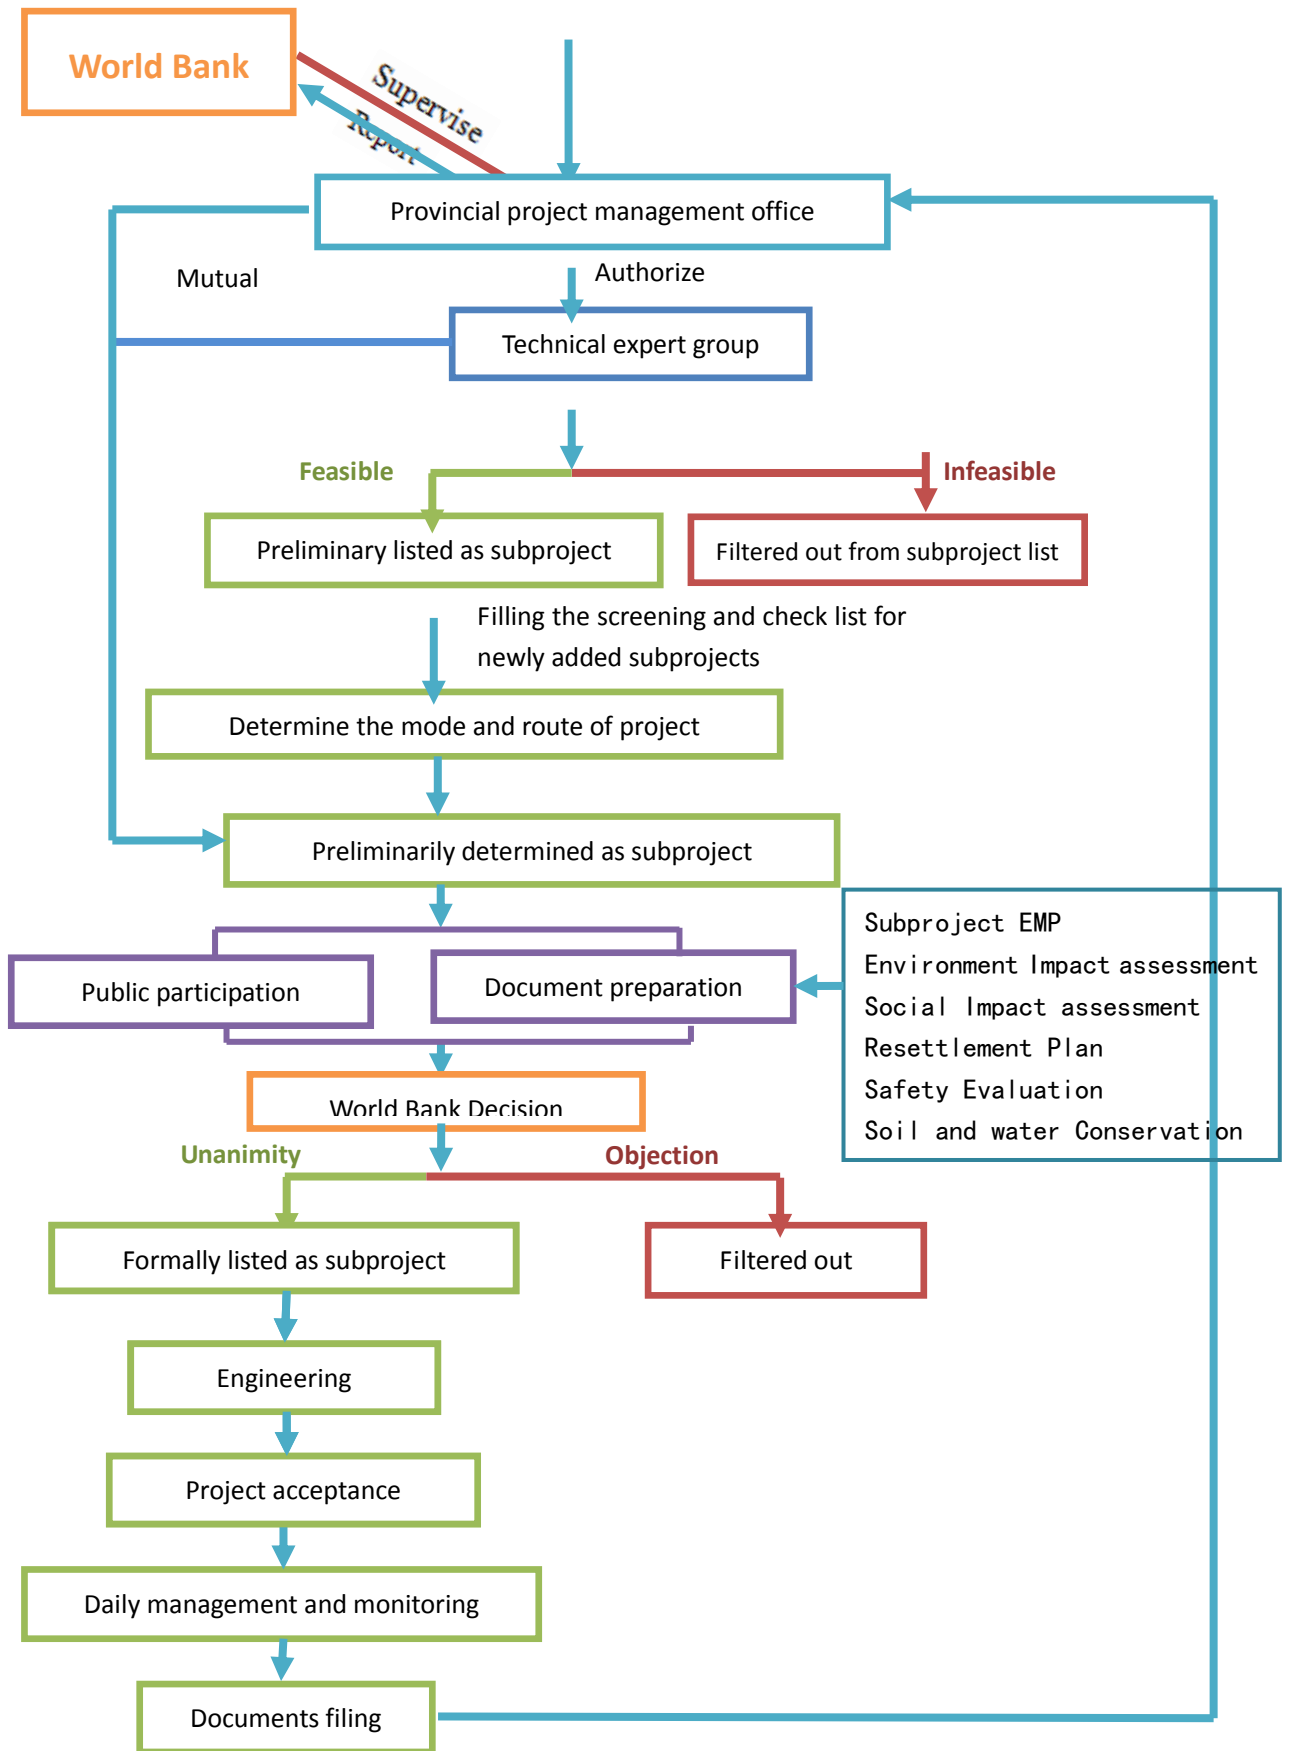 World Bank
Supervise
Report
Provincial project management office
Mutual
Authorize
Technical expert group
Feasible
Infeasible
Preliminary listed as subproject
Filtered out from subproject list
Filling the screening and check list for
newly added subprojects
Determine the mode and route of project
Preliminarily determined as subproject
Subproject EMP
Environment Impact assessment
Social Impact assessment
Resettlement Plan
Safety Evaluation
Soil and water Conservation
Public participation
Document preparation
World Bank Decision
Unanimity
Objection
Formally listed as subproject
Filtered out
Engineering
Project acceptance
Daily management and monitoring
Documents filing